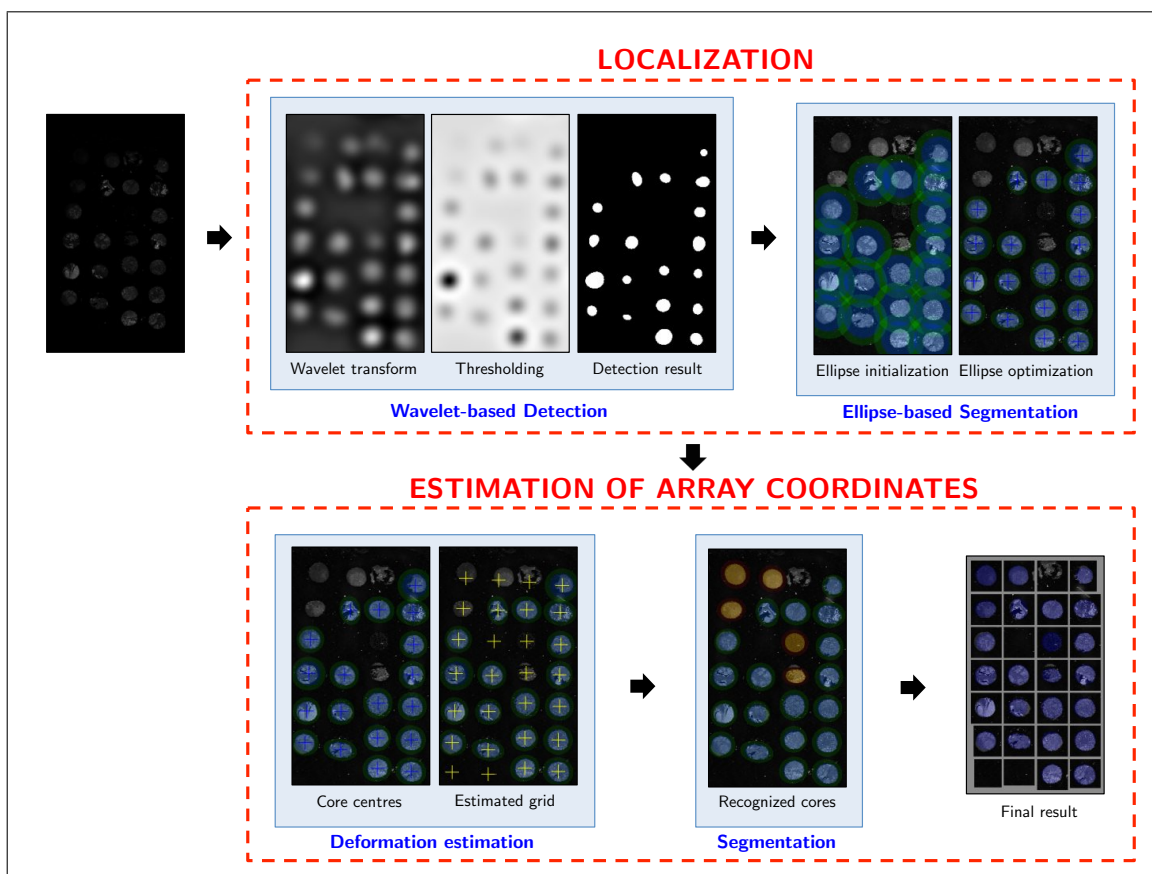 LOCALIZATION
Wavelet transform
Thresholding
Detection result
Ellipse initialization
Ellipse optimization
Wavelet-based Detection
Ellipse-based Segmentation
ESTIMATION OF ARRAY COORDINATES
Core centres
Estimated grid
Recognized cores
Final result
Deformation estimation
Segmentation